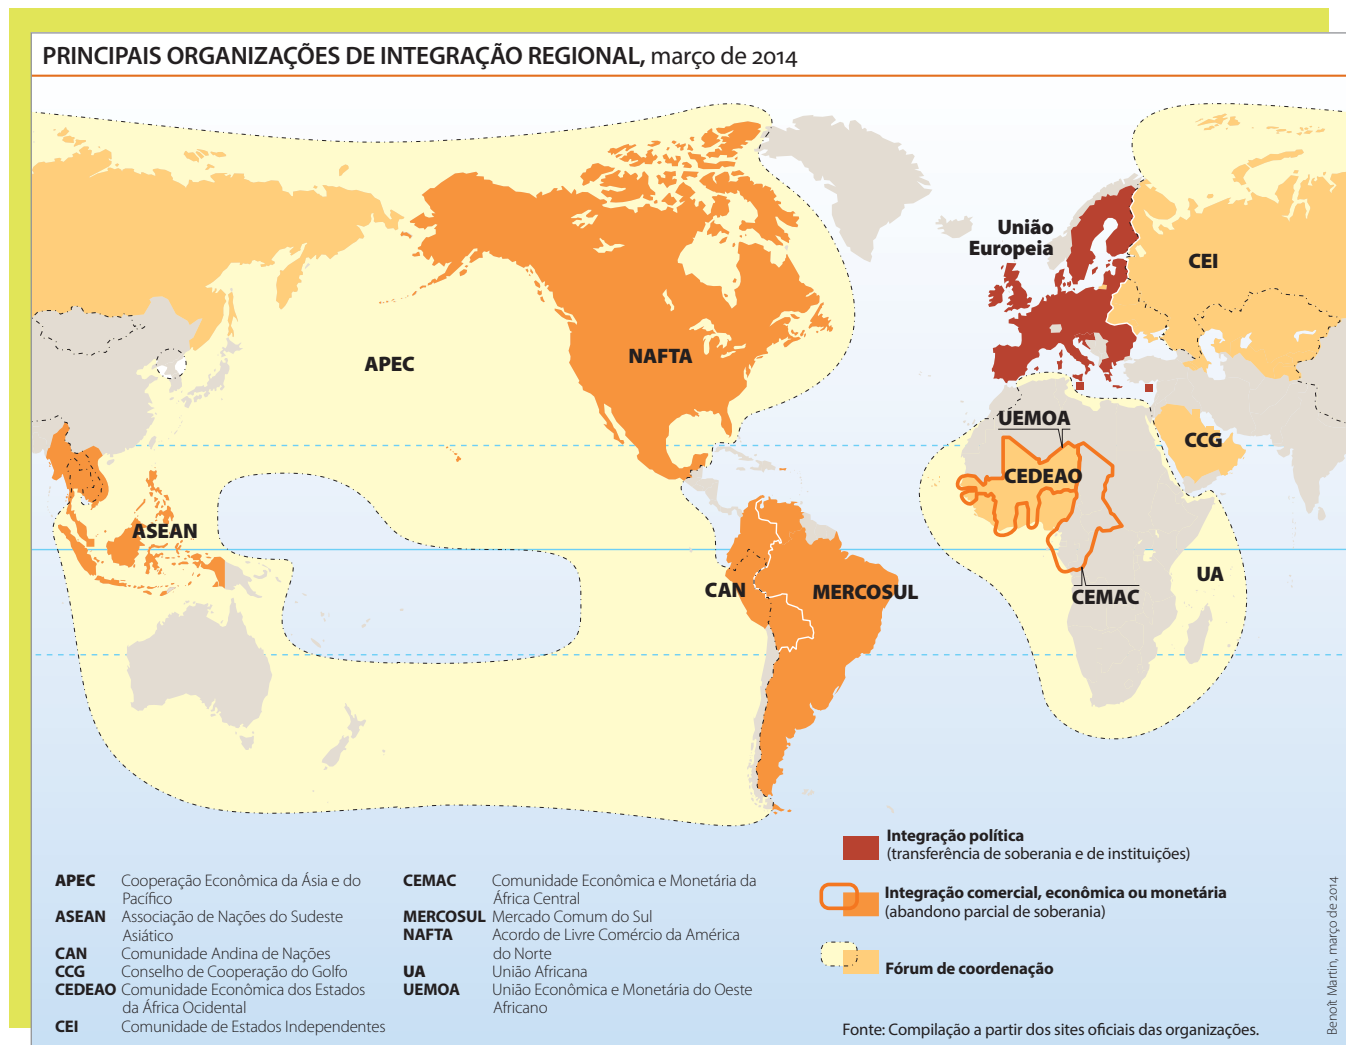 PRINCIPAIS ORGANIZAÇÕES DE INTEGRAÇÃO REGIONAL, março de 2014
União
Europeia
CEI
APEC
NAFTA
UEMOA
CCG
CEDEAO
ASEAN
UA
CAN
MERCOSUL
CEMAC
APEC Cooperação Econômica da Ásia e do
Pacífico
ASEAN Associação de Nações do Sudeste
Asiático
CAN Comunidade Andina de Nações
CCG Conselho de Cooperação do Golfo
CEDEAO Comunidade Econômica dos Estados
da África Ocidental
CEI Comunidade de Estados Independentes
CEMAC Comunidade Econômica e Monetária da
África Central
MERCOSUL Mercado Comum do Sul
NAFTA Acordo de Livre Comércio da América
do Norte
UA União Africana
UEMOA União Econômica e Monetária do Oeste
Africano
Integração política
(transferência de soberania e de instituições)
Integração comercial, econômica ou monetária
(abandono parcial de soberania)
Fórum de coordenação
Fonte: Compilação a partir dos sites oficiais das organizações.
Benoît Martin, março de 2014